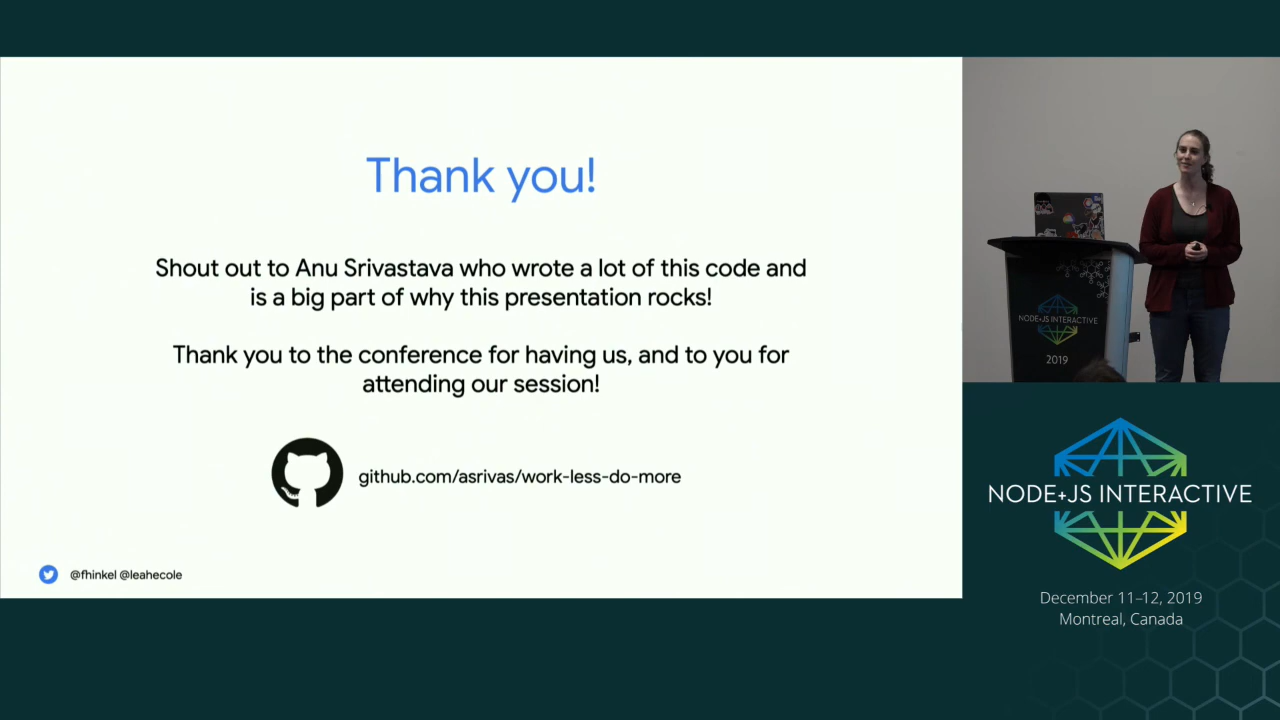 Thank you!
Shout out to Anu Srivastava who wrote a lot of this code and
is a big part of why this presentation rocks!
Thank you to the conference for having us, and to you for
attending our session!
github.com/asrivas/work-less-do-more
@fhinkel @leahecole
NODE+JS INTERACTIVE
2019
NODE+JS INTERACTIVE
December 11–12, 2019
Montreal, Canada